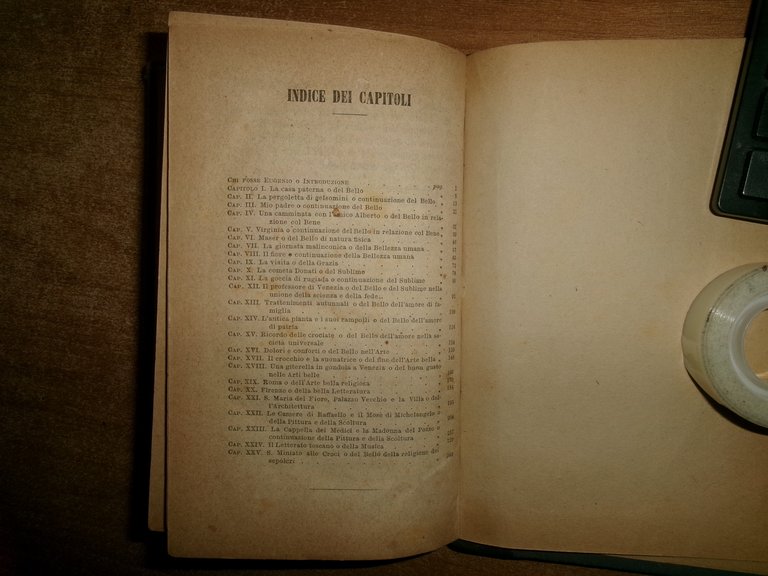 INDICE DEI CAPITOLI
CHI FOSSE EUGENIO o INTRODUZIONE pag.
CAPITOLO I. La casa paterna o del Bello
CAP. II. La pergoletta di gelsomini o continuazione del Bello,
CAP. III. Mio padre o continuazione del Bello
CAP. IV. Una camminata con l'amico Alberto o del Bello in rela-
zione col Bene
CAP. V. Virginia o continuazione del Bello in relazione col Bene,
CAP. VI. Maser o del Bello di natura fisica
CAP. VII. La giornata malinconica o della Bellezza umana
CAP. VIII. Il fiore o continuazione della Bellezza umana
CAP. IX. La visita o della Grazia
CAP. X. La cometa Donati o del Sublime
CAP. XI. La goccia di rugiada o continuazione del Sublime
CAP. XII. Il professore di Venezia o del Bello e del Sublime nella
unione della scienza e della fede
CAP. XIII. Trattenimenti autunnali o del Bello dell'amore di fa-
miglia
CAP. XIV. L'antica pianta e i suoi rampolli o del Bello dell'amore
di patria
CAP. XV. Ricordo delle crociate o del Bello dell'amore nella so-
cietà universale
CAP. XVI. Dolori e conforti o del Bello nell'Arte
CAP. XVII. Il crocchio e la suonatrice o del fine dell'Arte bella
CAP. XVIII. Una giterella in gondola a Venezia o del buon gusto
nelle Arti belle
CAP. XIX. Roma o dell'Arte bella religiosa
CAP. XX. Firenze o della bella Letteratura
CAP. XXI. S. Maria del Fiore, Palazzo Vecchio e la Villa o del-
l'Architettura
CAP. XXII. Le Camere di Raffaello e il Mosè di Michelangelo o
della Pittura e della Scoltura
CAP. XXIII. La Cappella dei Medici e la Madonna del Pozzo o
continuazione della Pittura e della Scoltura
CAP. XXIV. Il Letterato toscano o della Musica
CAP. XXV. S. Miniato alle Croci o del Bello della religione dei
sepolcri